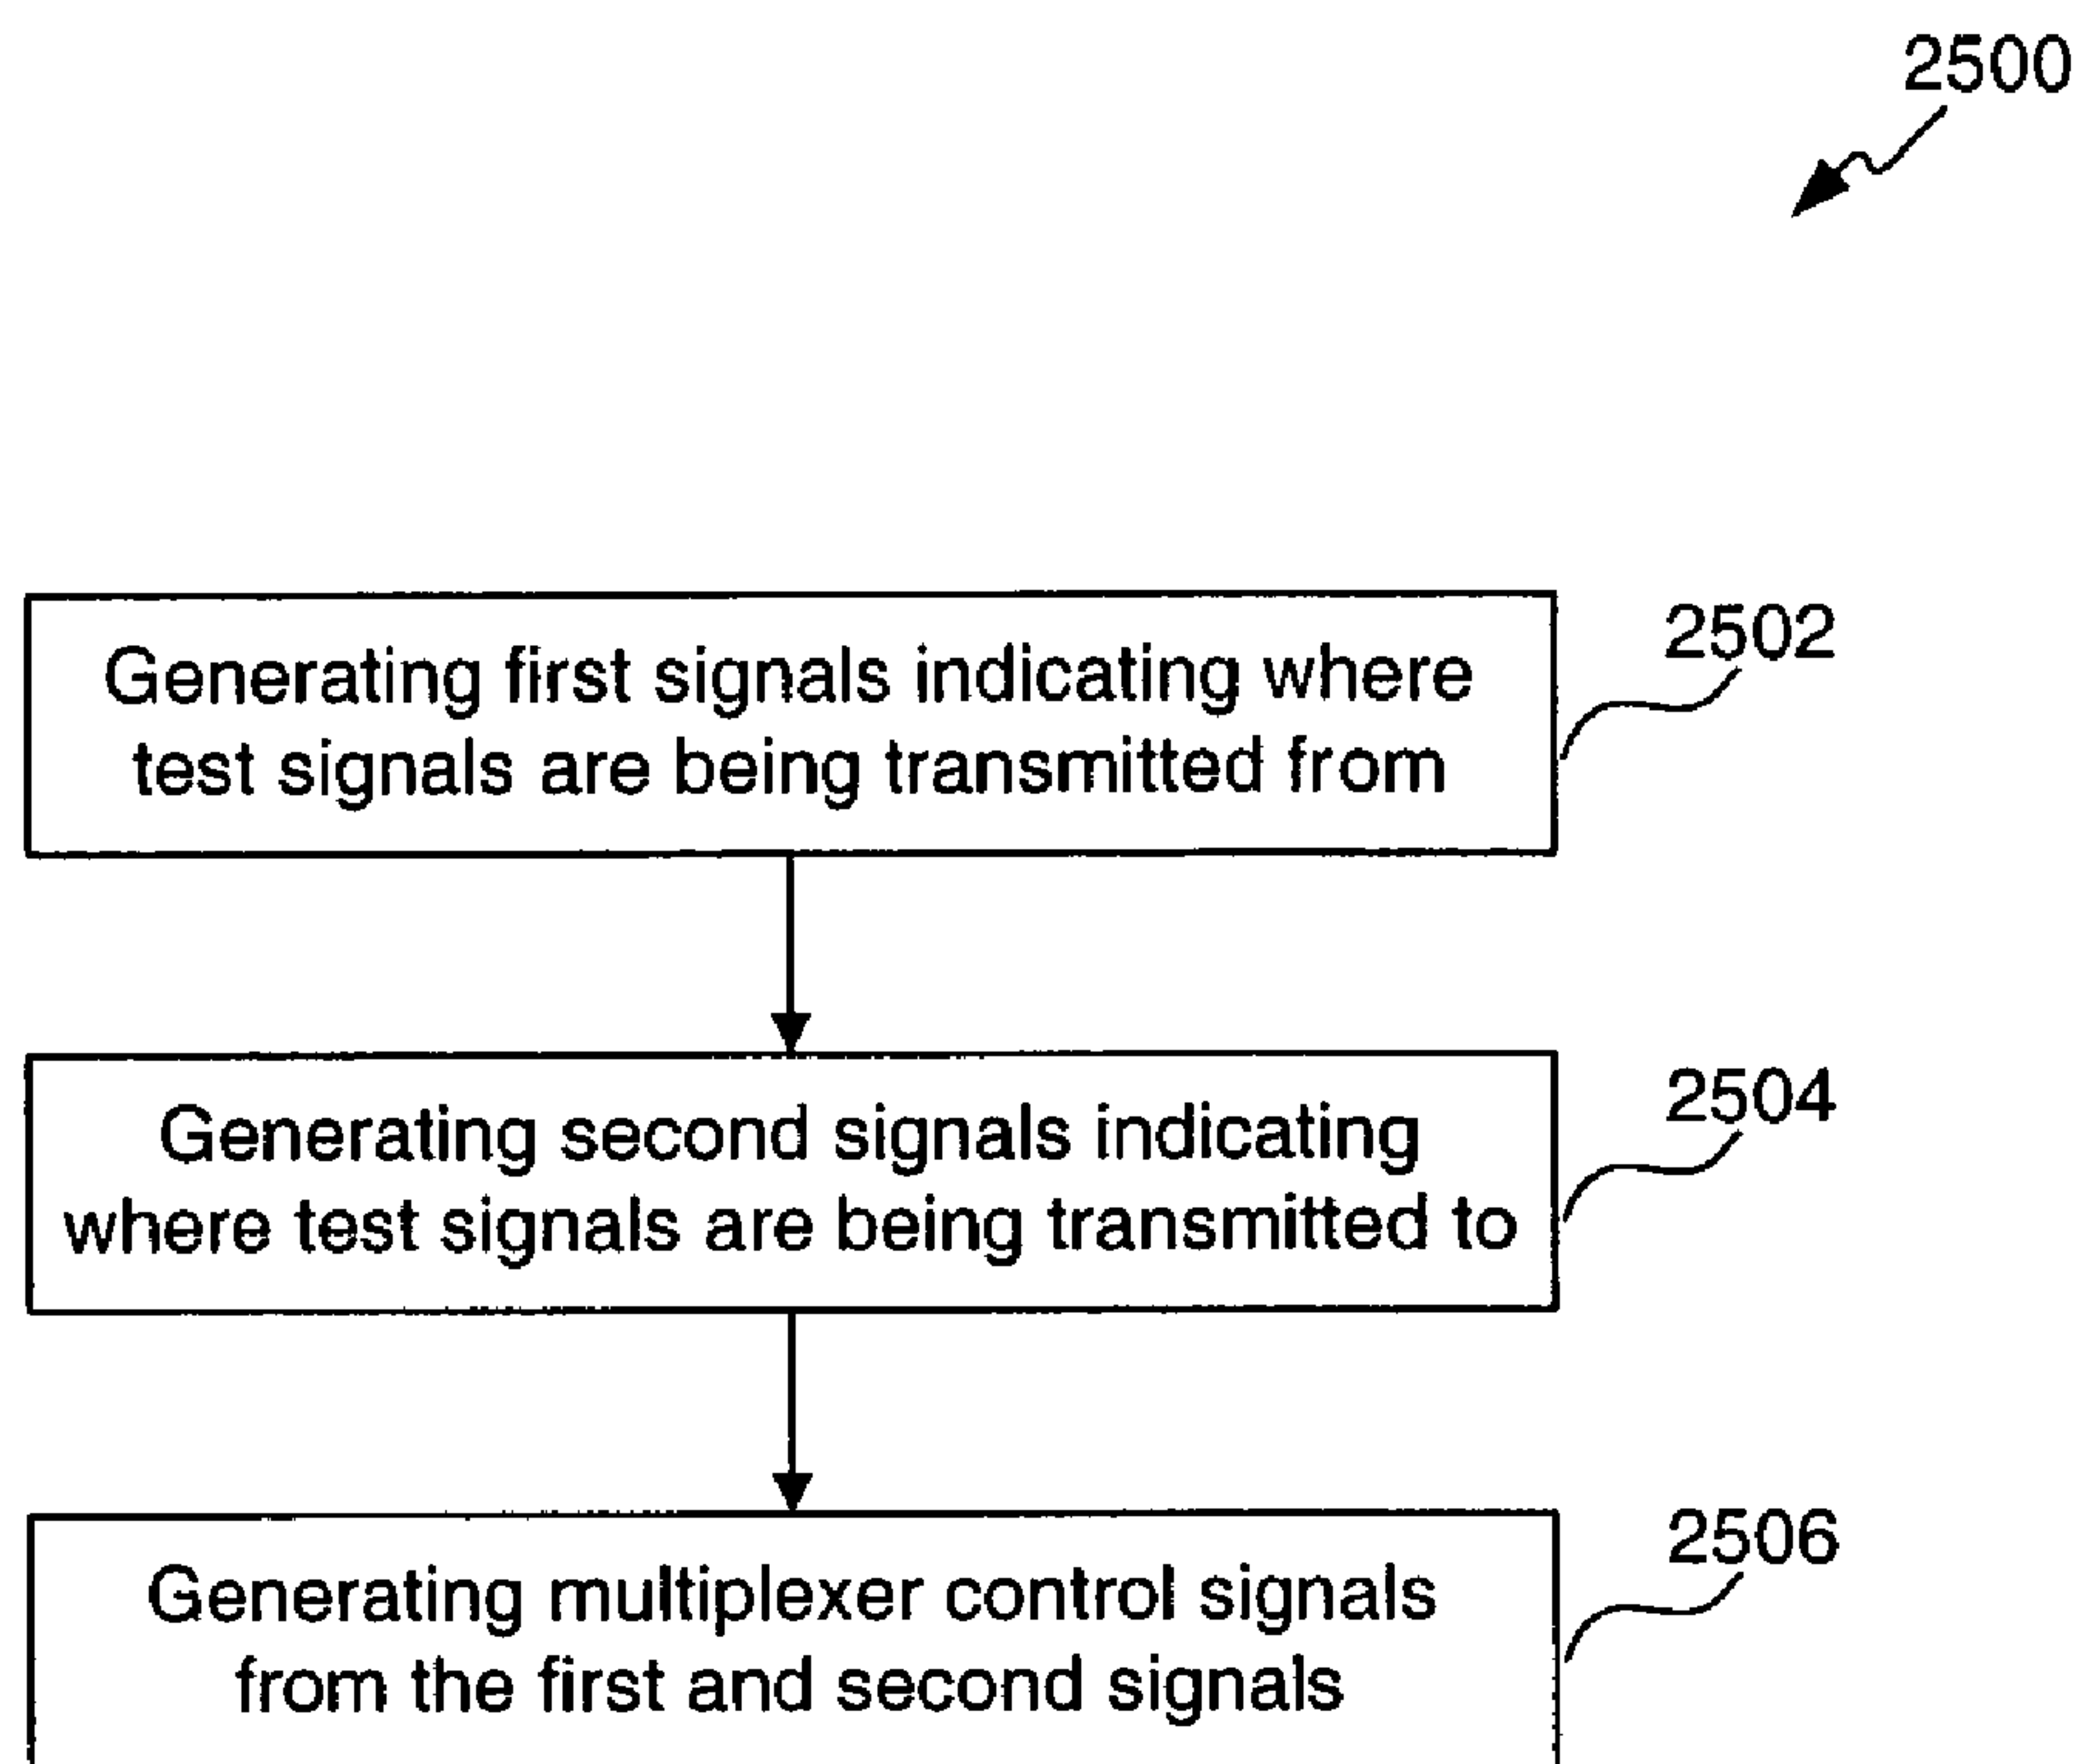 2500
Generating first signals indicating where
test signals are being transmitted from
2502
Generating second signals indicating
where test signals are being transmitted to
2504
Generating multiplexer control signals
from the first and second signals
2506